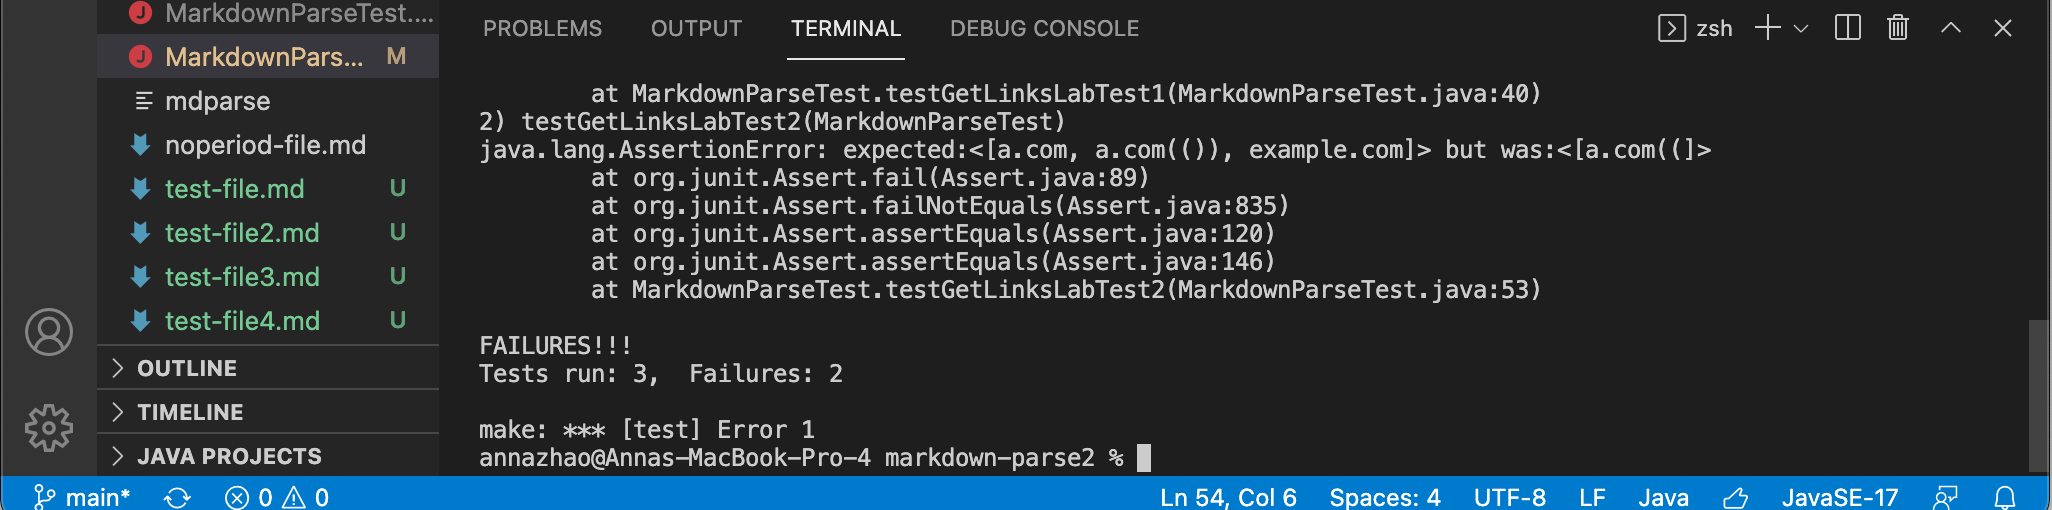 MarkdownParseTest....
MarkdownPars... M
mdparse
noperiod-file.md
test-file.md U
test-file2.md U
test-file3.md U
test-file4.md U
OUTLINE
TIMELINE
JAVA PROJECTS
PROBLEMS OUTPUT TERMINAL DEBUG CONSOLE zsh
at MarkdownParseTest.testGetLinksLabTest1(MarkdownParseTest.java:40)
2) testGetLinksLabTest2(MarkdownParseTest)
java.lang.AssertionError: expected:<[a.com, a.com(()), example.com]> but was:<[a.com((]>
at org.junit.Assert.fail(Assert.java:89)
at org.junit.Assert.failNotEquals(Assert.java:835)
at org.junit.Assert.assertEquals(Assert.java:120)
at org.junit.Assert.assertEquals(Assert.java:146)
at MarkdownParseTest.testGetLinksLabTest2(MarkdownParseTest.java:53)
FAILURES!!!
Tests run: 3,  Failures: 2
make: *** [test] Error 1
annazhao@Annas-MacBook-Pro-4 markdown-parse2 %
main* 0 0 Ln 54, Col 6 Spaces: 4 UTF-8 LF Java JavaSE-17